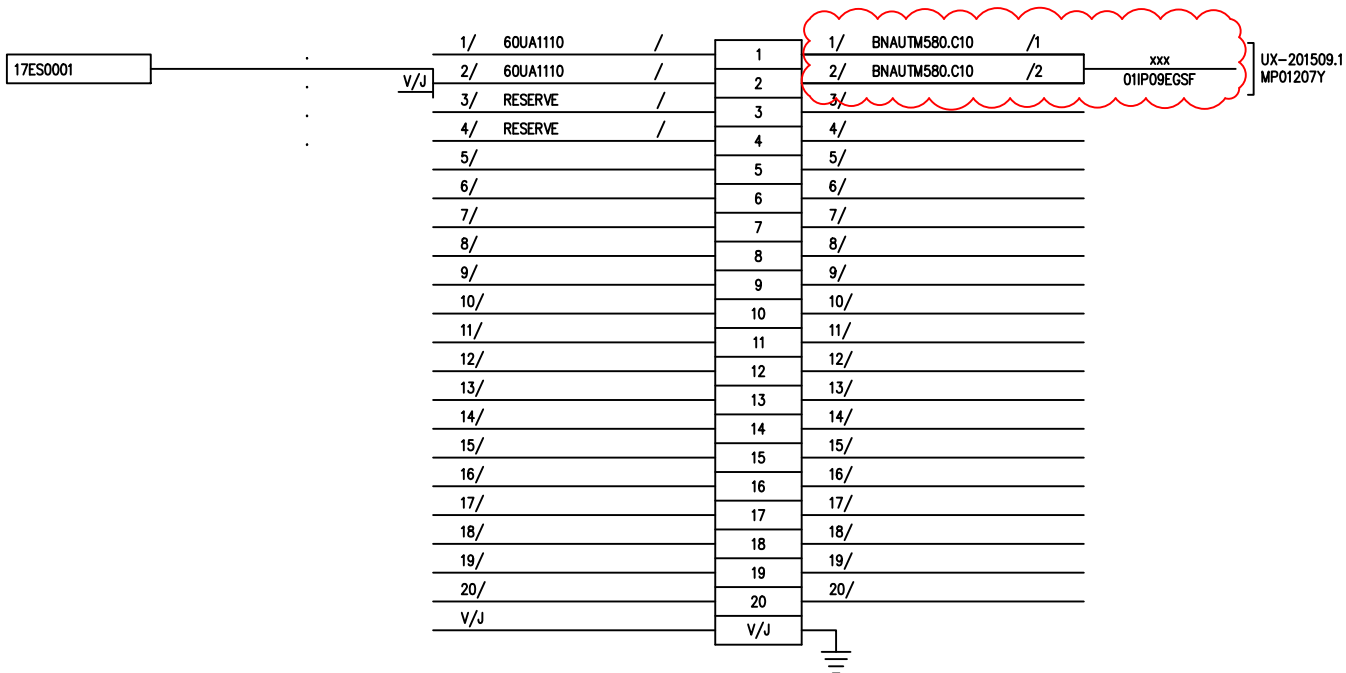 1/ 60UA1110 / 1 1/ BNAUTM580.C10 /1
17ES0001 V/J 2/ 60UA1110 / 2 2/ BNAUTM580.C10 /2 xxx UX-201509.1
01IP09EGSF MP01207Y
3/ RESERVE / 3 3/
4/ RESERVE / 4 4/
5/ 5 5/
6/ 6 6/
7/ 7 7/
8/ 8 8/
9/ 9 9/
10/ 10 10/
11/ 11 11/
12/ 12 12/
13/ 13 13/
14/ 14 14/
15/ 15 15/
16/ 16 16/
17/ 17 17/
18/ 18 18/
19/ 19 19/
20/ 20 20/
V/J V/J